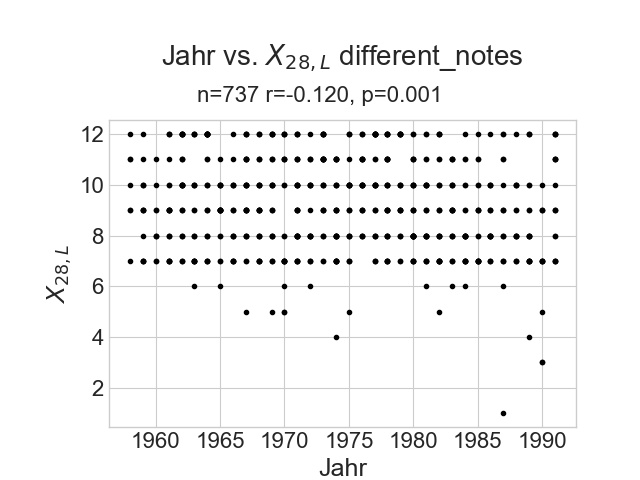 Jahr vs. X28,L different_notes
n=737 r=-0.120, p=0.001
12
10
8
6
4
2
X28,L
1960 1965 1970 1975 1980 1985 1990
Jahr